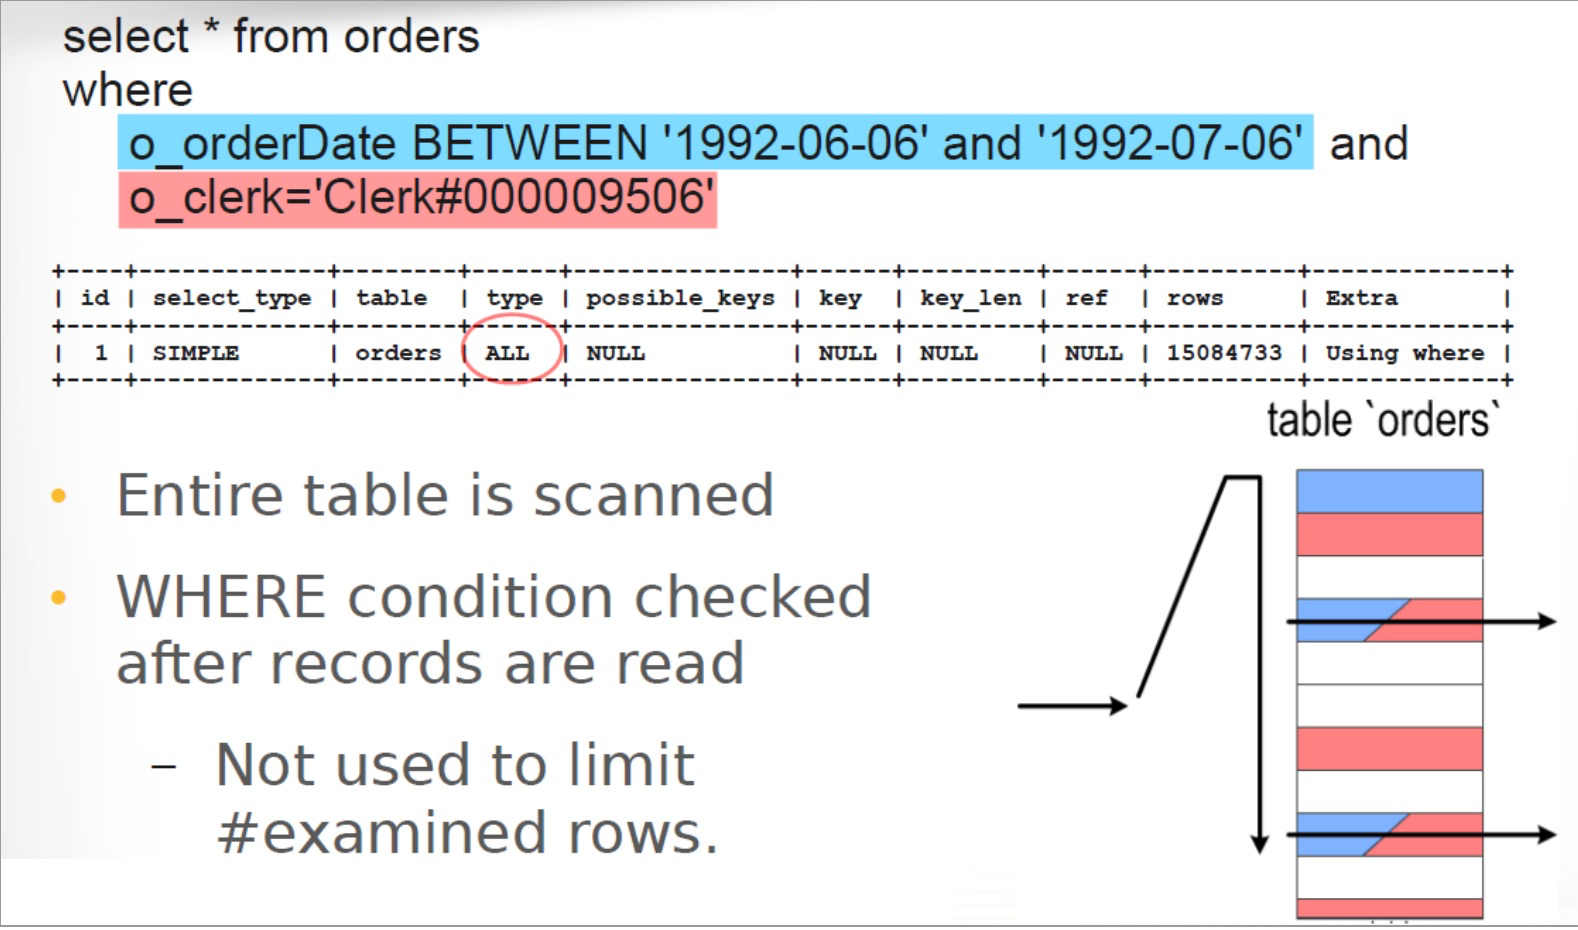 select * from orders
where
o_orderDate BETWEEN '1992-06-06' and '1992-07-06' and
o_clerk='Clerk#000009506'
+----+-------------+--------+------+---------------+------+---------+------+----------+-------------+
| id | select_type | table | type | possible_keys | key | key_len | ref | rows | Extra |
+----+-------------+--------+------+---------------+------+---------+------+----------+-------------+
| 1 | SIMPLE | orders | ALL | NULL | NULL | NULL | NULL | 15084733 | Using where |
+----+-------------+--------+------+---------------+------+---------+------+----------+-------------+
table `orders`
• Entire table is scanned
• WHERE condition checked
after records are read
– Not used to limit
#examined rows.
...